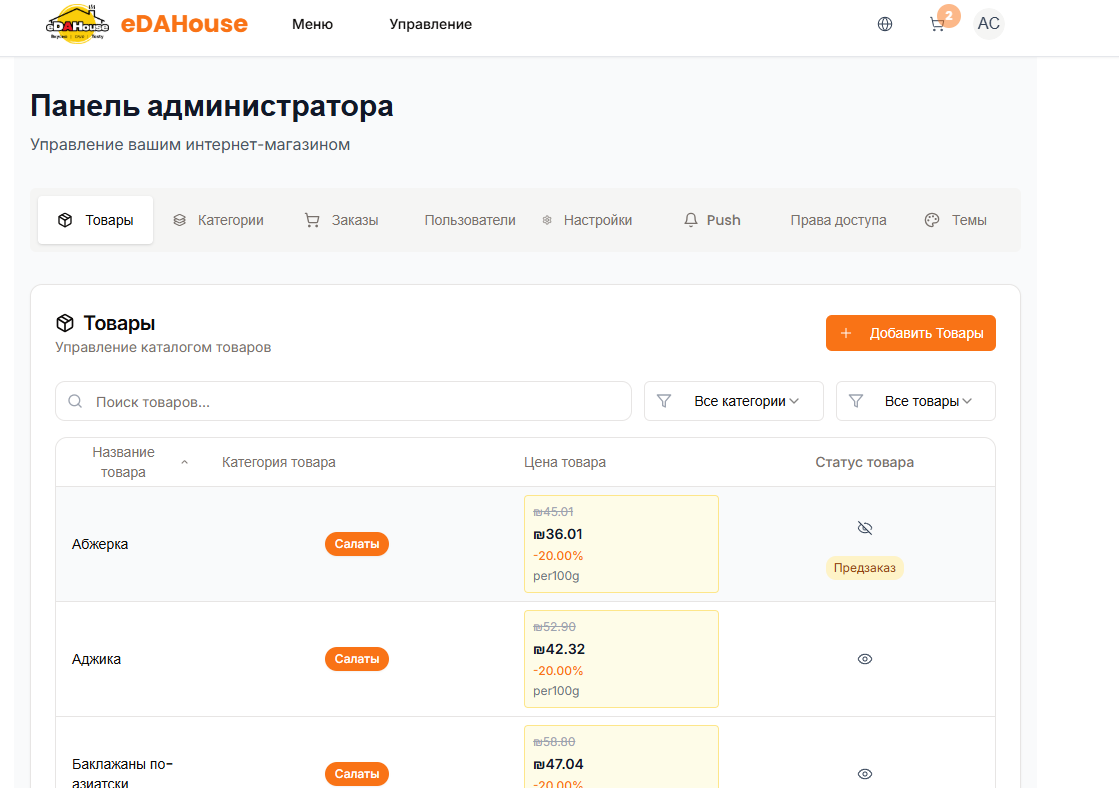 eDAHouse
eDAHouse
Меню
Управление
2
AC
Панель администратора
Управление вашим интернет-магазином
Товары
Категории
Заказы
Пользователи
Настройки
Push
Права доступа
Темы
Товары
Управление каталогом товаров
Добавить Товары
Поиск товаров...
Все категории
Все товары
Название
товара
Категория товара
Цена товара
Статус товара
Абжерка
Салаты
₪45.01
₪36.01
-20.00%
per100g
Предзаказ
Аджика
Салаты
₪52.90
₪42.32
-20.00%
per100g
Баклажаны по-
азиатски
Салаты
₪58.80
₪47.04
-20.00%